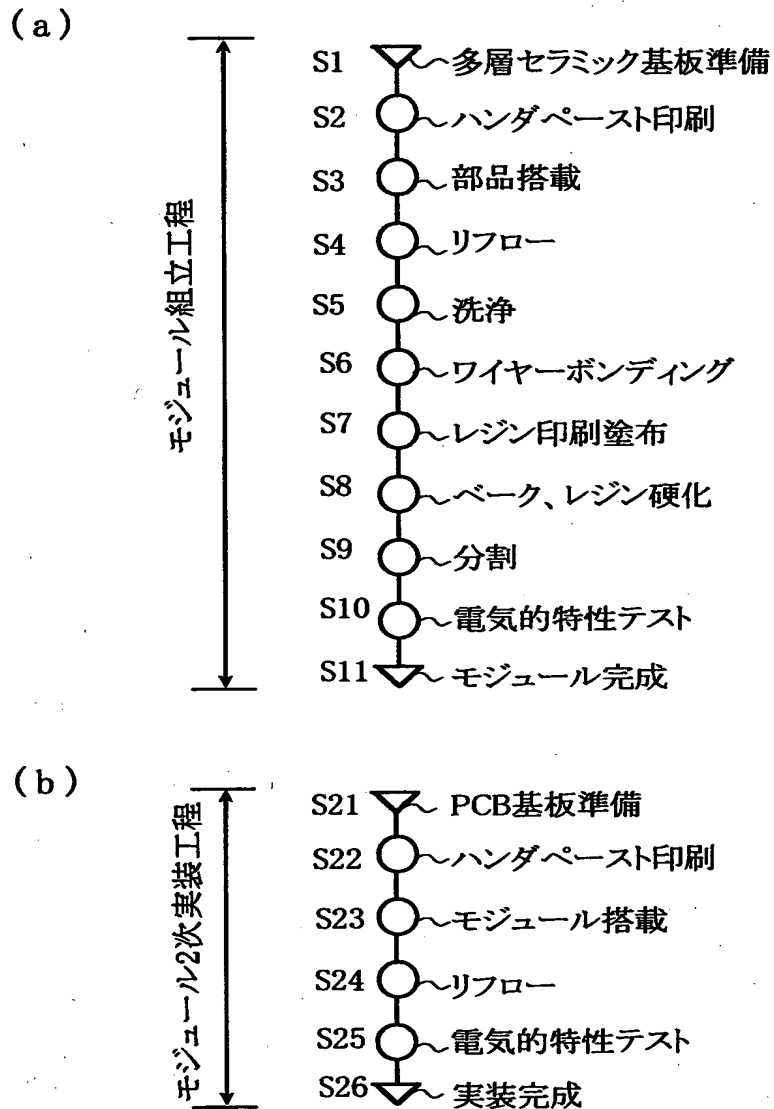 (a)
モジュール組立工程
S1 多層セラミック基板準備
S2 ハンダペースト印刷
S3 部品搭載
S4 リフロー
S5 洗浄
S6 ワイヤーボンディング
S7 レジン印刷塗布
S8 ベーク、レジン硬化
S9 分割
S10 電気的特性テスト
S11 モジュール完成
(b)
モジュール2次実装工程
S21 PCB基板準備
S22 ハンダペースト印刷
S23 モジュール搭載
S24 リフロー
S25 電気的特性テスト
S26 実装完成